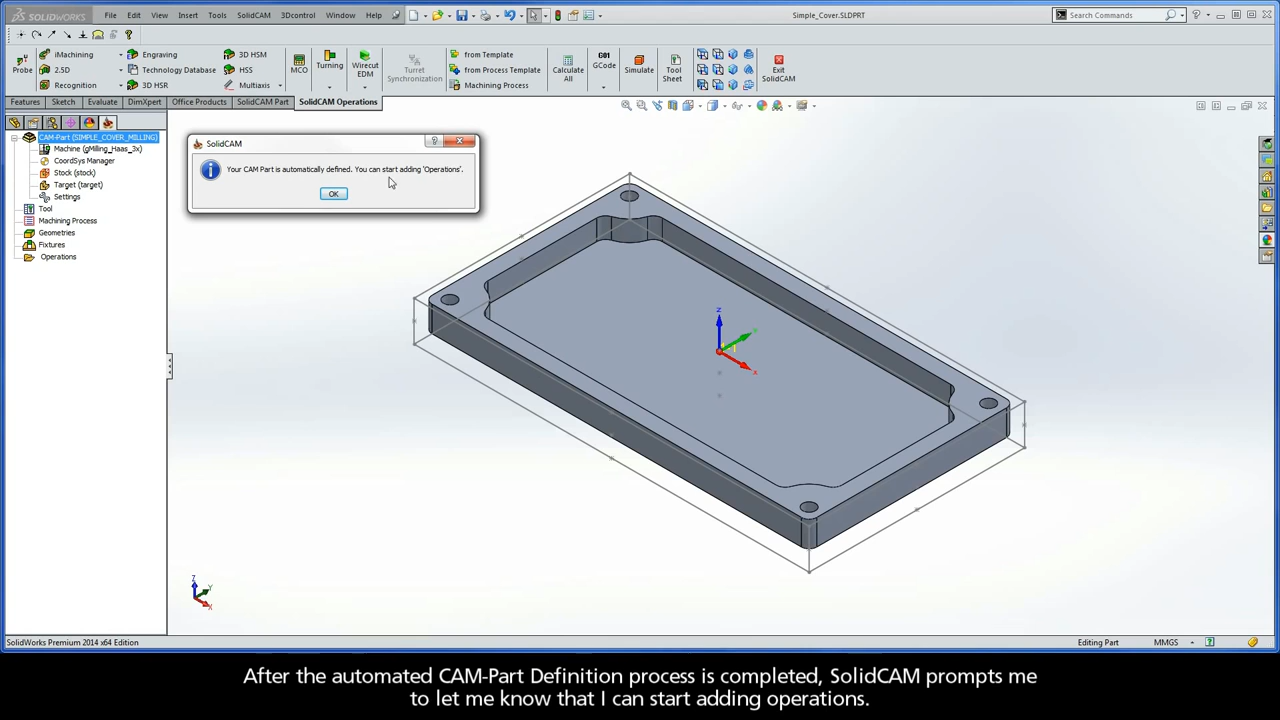 SOLIDWORKS File Edit View Insert Tools SolidCAM 3Dcontrol Window Help Simple_Cover.SLDPRT Search Commands
Probe
iMachining
2.5D
Recognition
Engraving
Technology Database
3D HSR
3D HSM
HSS
Multiaxis
MCO
Turning
Wirecut EDM
Turret Synchronization
from Template
from Process Template
Machining Process
Calculate All
G01
GCode
Simulate
Tool Sheet
Exit SolidCAM
Features Sketch Evaluate DimXpert Office Products SolidCAM Part SolidCAM Operations
CAM-Part (SIMPLE_COVER_MILLING)
Machine (gMilling_Haas_3x)
CoordSys Manager
Stock (stock)
Target (target)
Settings
Tool
Machining Process
Geometries
Fixtures
Operations
SolidCAM
Your CAM Part is automatically defined. You can start adding 'Operations'.
OK
Z
X
Z
Y
X
SolidWorks Premium 2014 x64 Edition Editing Part MMGS
After the automated CAM-Part Definition process is completed, SolidCAM prompts me
to let me know that I can start adding operations.